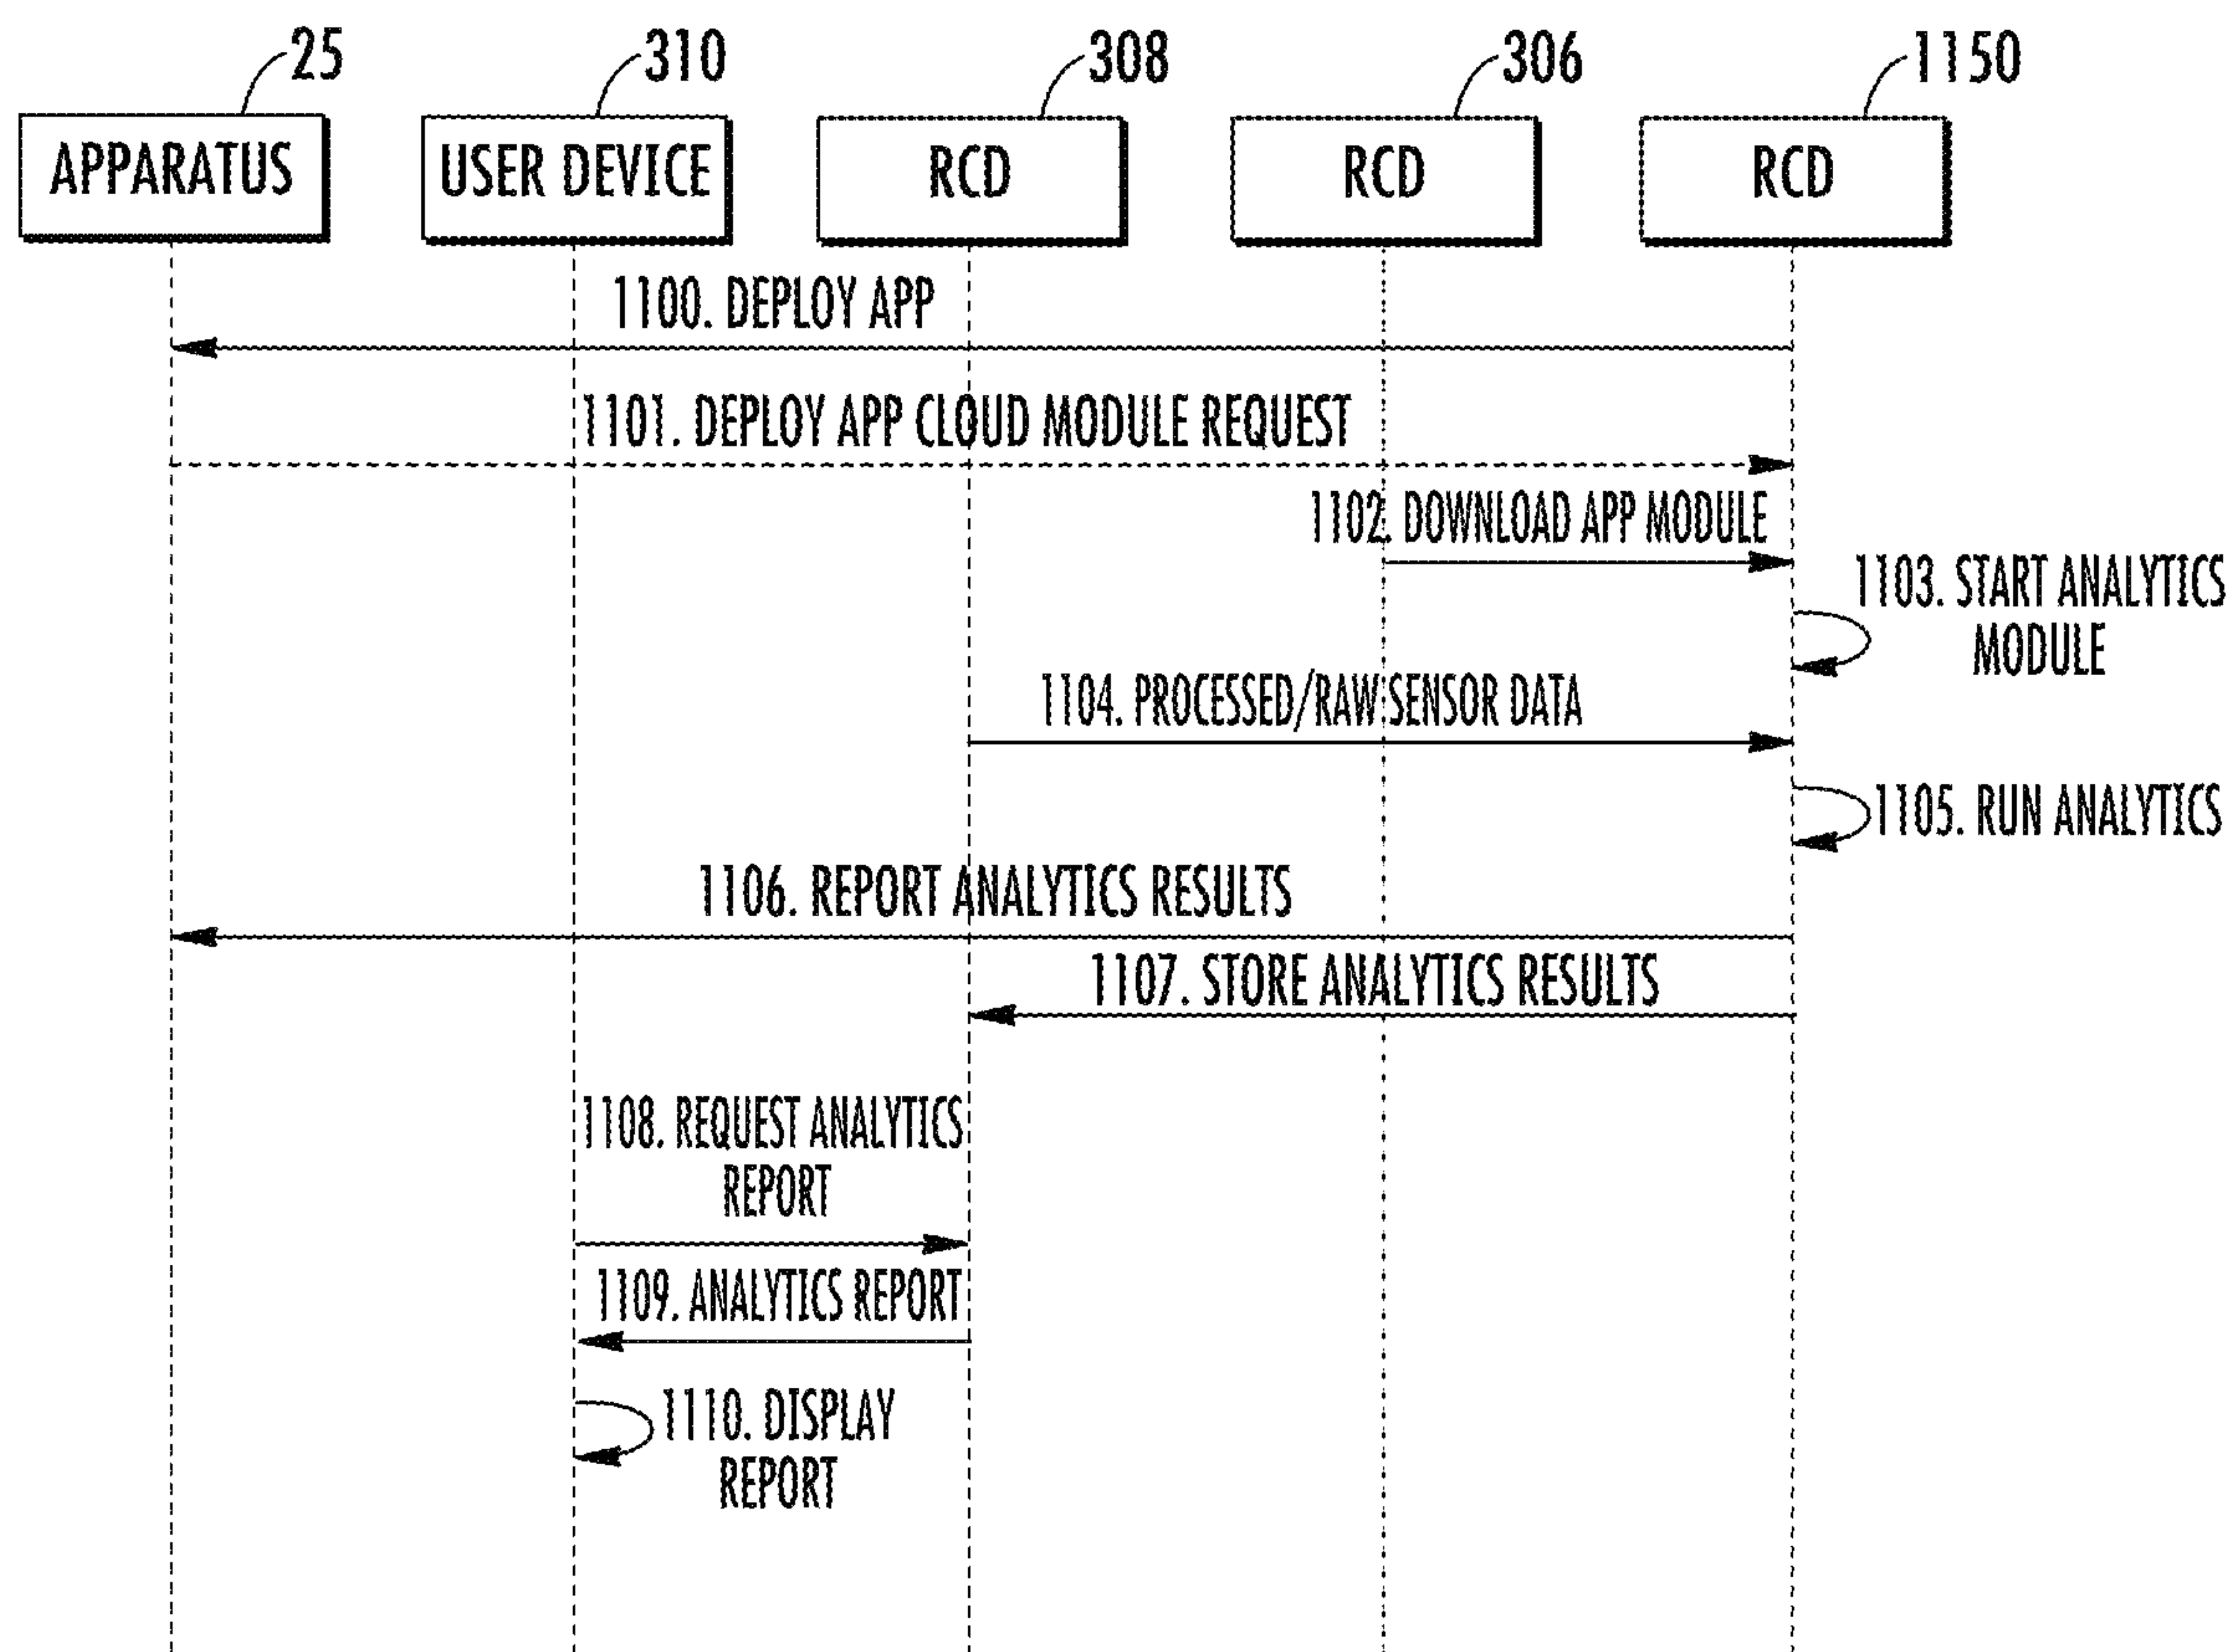 25
310
308
306
1150
APPARATUS
USER DEVICE
RCD
RCD
RCD
1100. DEPLOY APP
1101. DEPLOY APP CLOUD MODULE REQUEST
1102. DOWNLOAD APP MODULE
1103. START ANALYTICS
MODULE
1104. PROCESSED/RAW SENSOR DATA
1105. RUN ANALYTICS
1106. REPORT ANALYTICS RESULTS
1107. STORE ANALYTICS RESULTS
1108. REQUEST ANALYTICS
REPORT
1109. ANALYTICS REPORT
1110. DISPLAY
REPORT